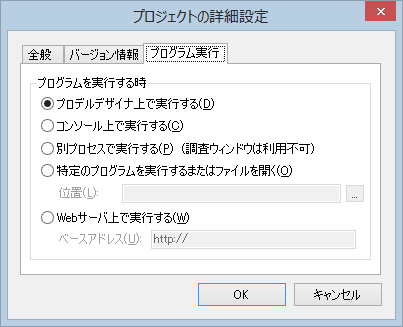 プロジェクトの詳細設定
全般
バージョン情報
プログラム実行
プログラムを実行する時
プロデルデザイナ上で実行する(D)
コンソール上で実行する(C)
別プロセスで実行する(P) (調査ウィンドウは利用不可)
特定のプログラムを実行するまたはファイルを開く(O)
位置(L):
...
Webサーバ上で実行する(W)
ベースアドレス(U): http://
OK
キャンセル